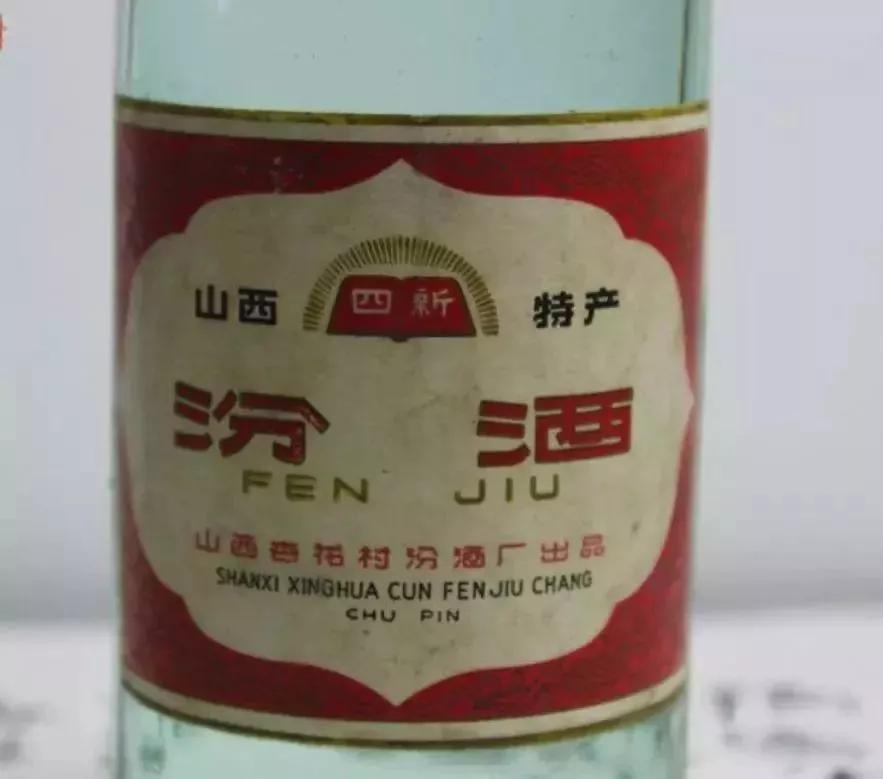 山西 四新 特产
汾 酒
FEN JIU
山西杏花村汾酒厂出品
SHANXI XINGHUA CUN FENJIU CHANG
CHU PIN